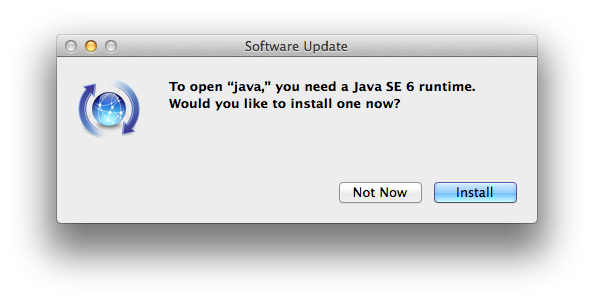 Software Update
To open “java,” you need a Java SE 6 runtime.
Would you like to install one now?
Not Now
Install